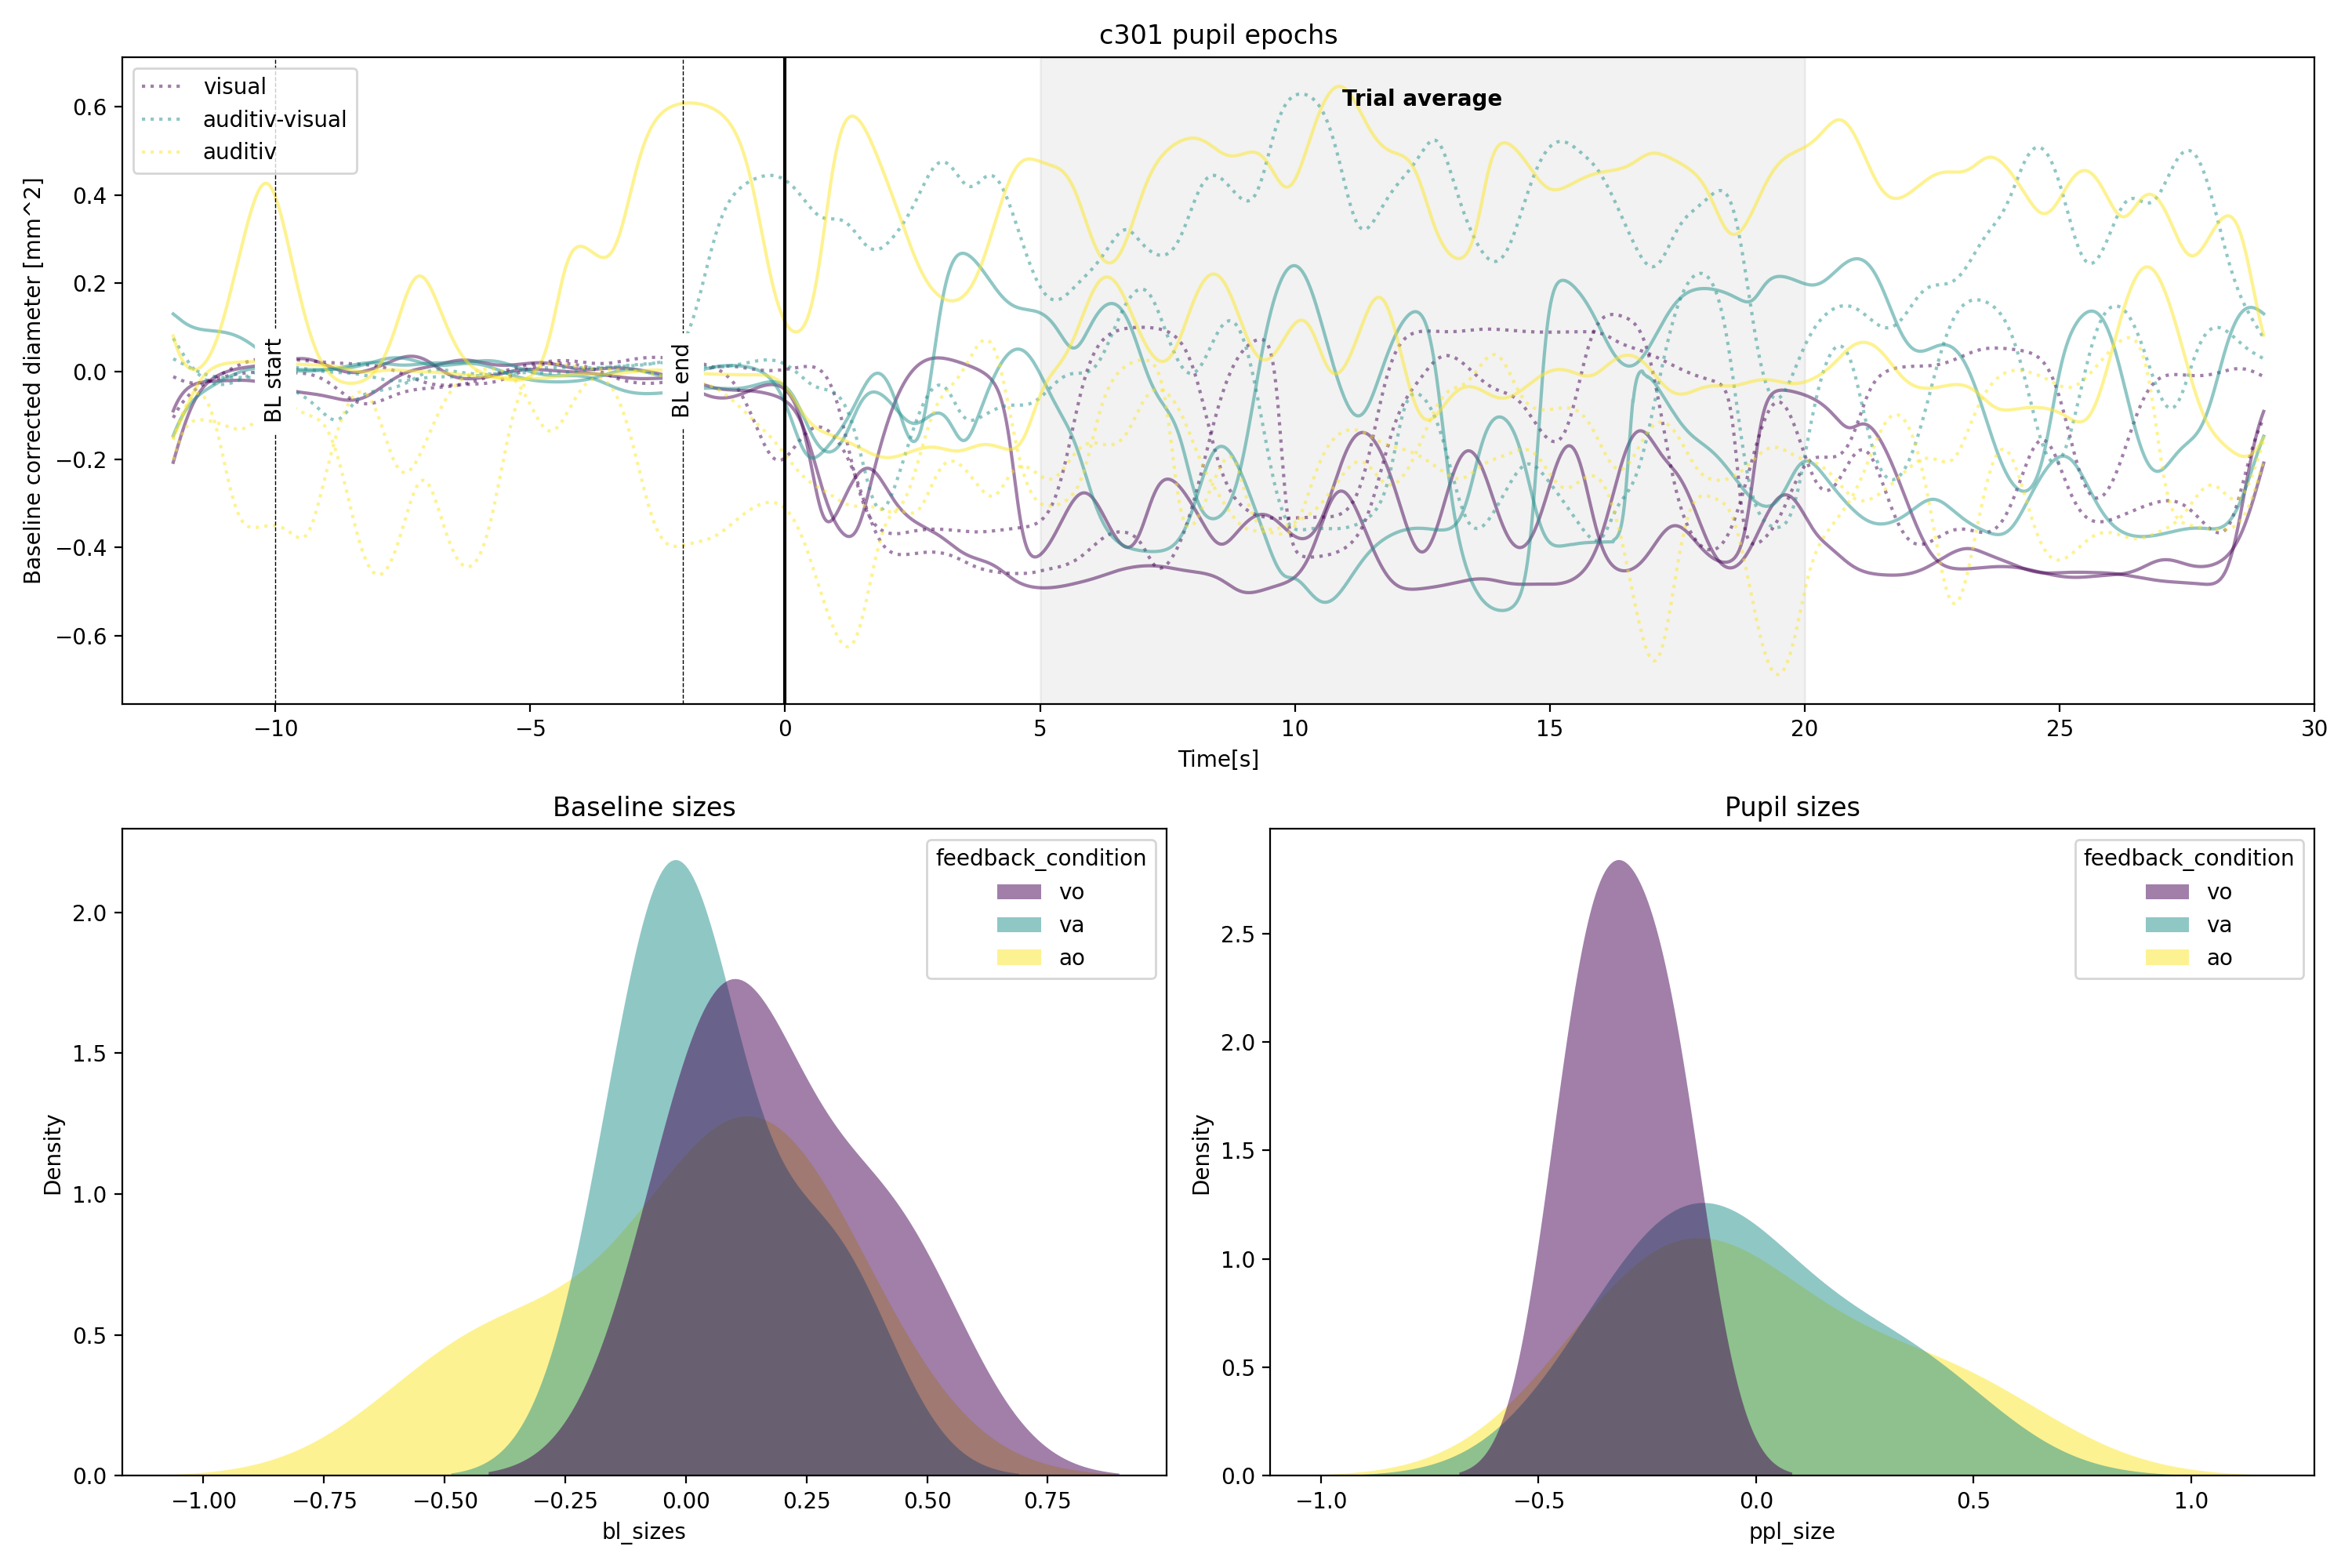 c301 pupil epochs
visual
auditiv-visual
auditiv
Trial average
BL start
BL end
Baseline corrected diameter [mm^2]
0.6
0.4
0.2
0.0
−0.2
−0.4
−0.6
−10
−5
0
5
10
15
20
25
30
Time[s]
Baseline sizes
feedback_condition
vo
va
ao
Density
2.0
1.5
1.0
0.5
0.0
−1.00
−0.75
−0.50
−0.25
0.00
0.25
0.50
0.75
bl_sizes
Pupil sizes
feedback_condition
vo
va
ao
Density
2.5
2.0
1.5
1.0
0.5
0.0
−1.0
−0.5
0.0
0.5
1.0
ppl_size